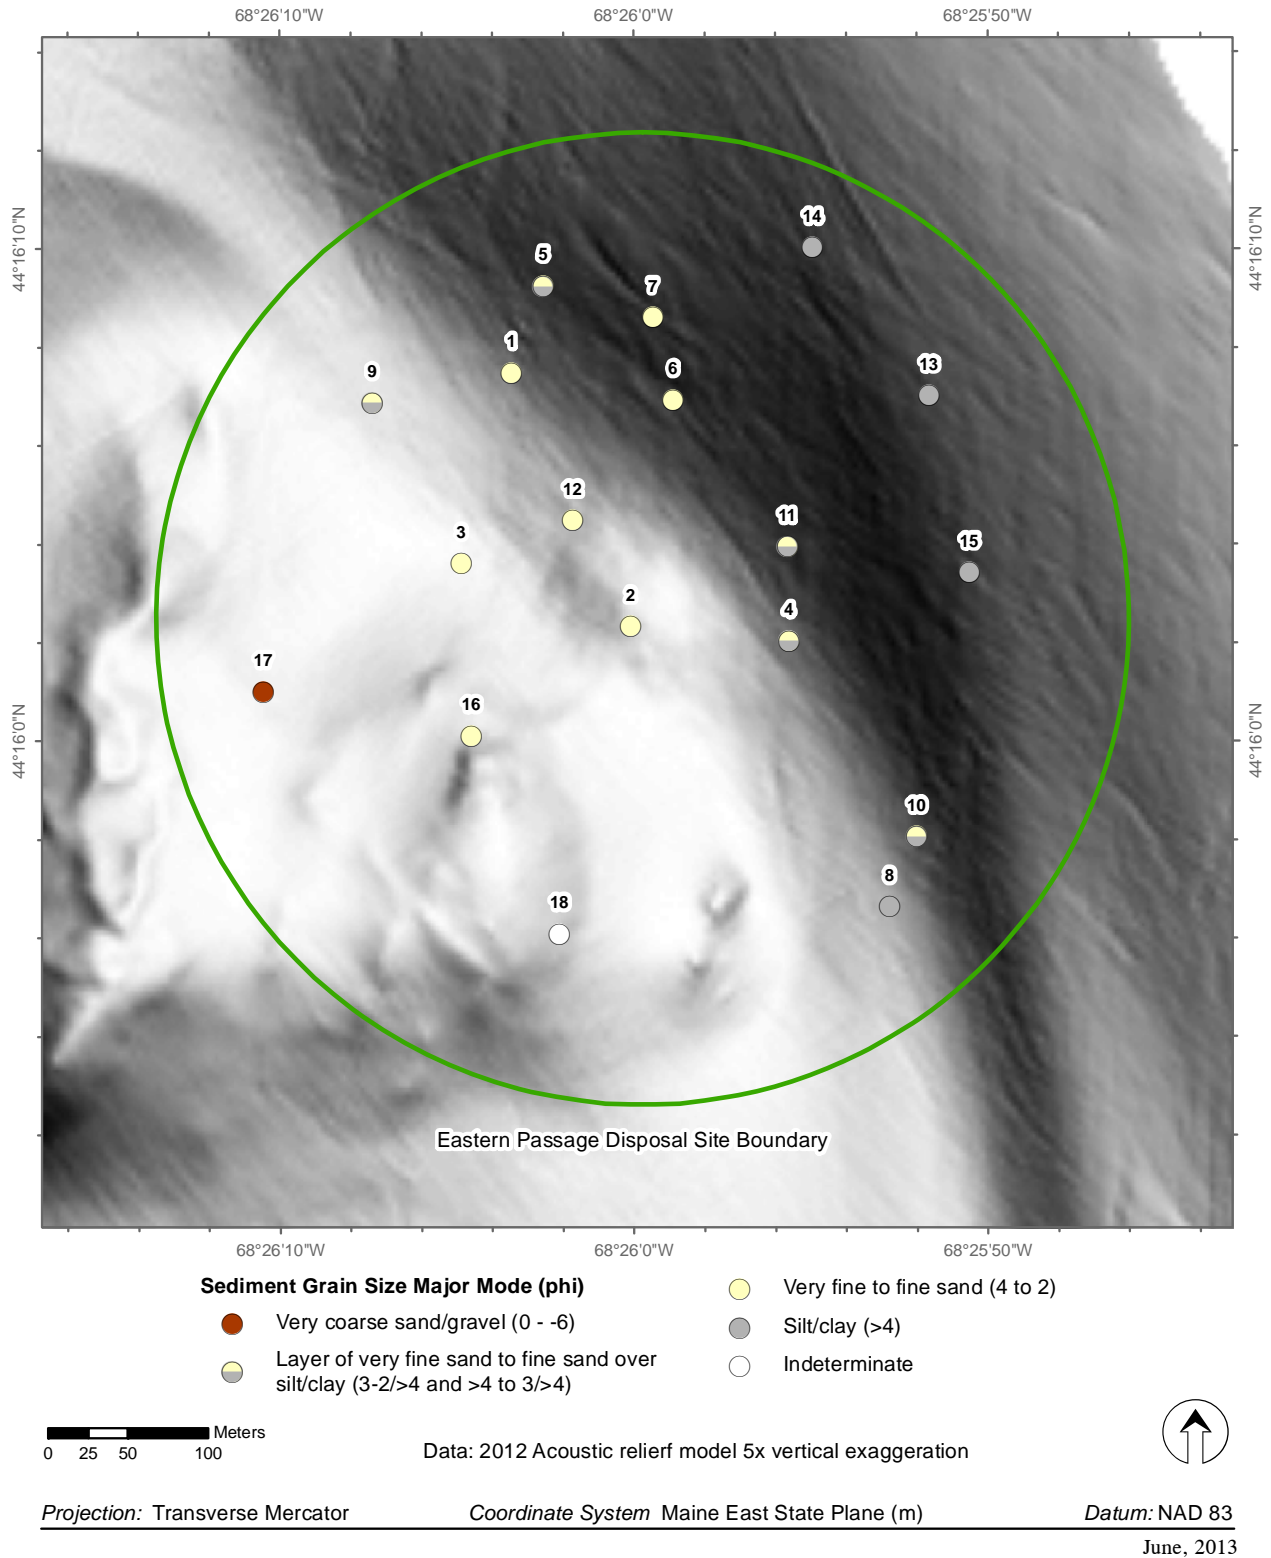 68°26'10"W 68°26'0"W 68°25'50"W
44°16'10"N 44°16'10"N
14
5
7
1
13
6
9
12
11
3
15
2
4
17
16
44°16'0"N 44°16'0"N
10
8
18
Eastern Passage Disposal Site Boundary
68°26'10"W 68°26'0"W 68°25'50"W
Sediment Grain Size Major Mode (phi)
Very coarse sand/gravel (0 - -6)
Layer of very fine sand to fine sand over
silt/clay (3-2/>4 and >4 to 3/>4)
Very fine to fine sand (4 to 2)
Silt/clay (>4)
Indeterminate
Meters
0 25 50 100
Data: 2012 Acoustic relierf model 5x vertical exaggeration
Projection: Transverse Mercator Coordinate System Maine East State Plane (m) Datum: NAD 83
June, 2013